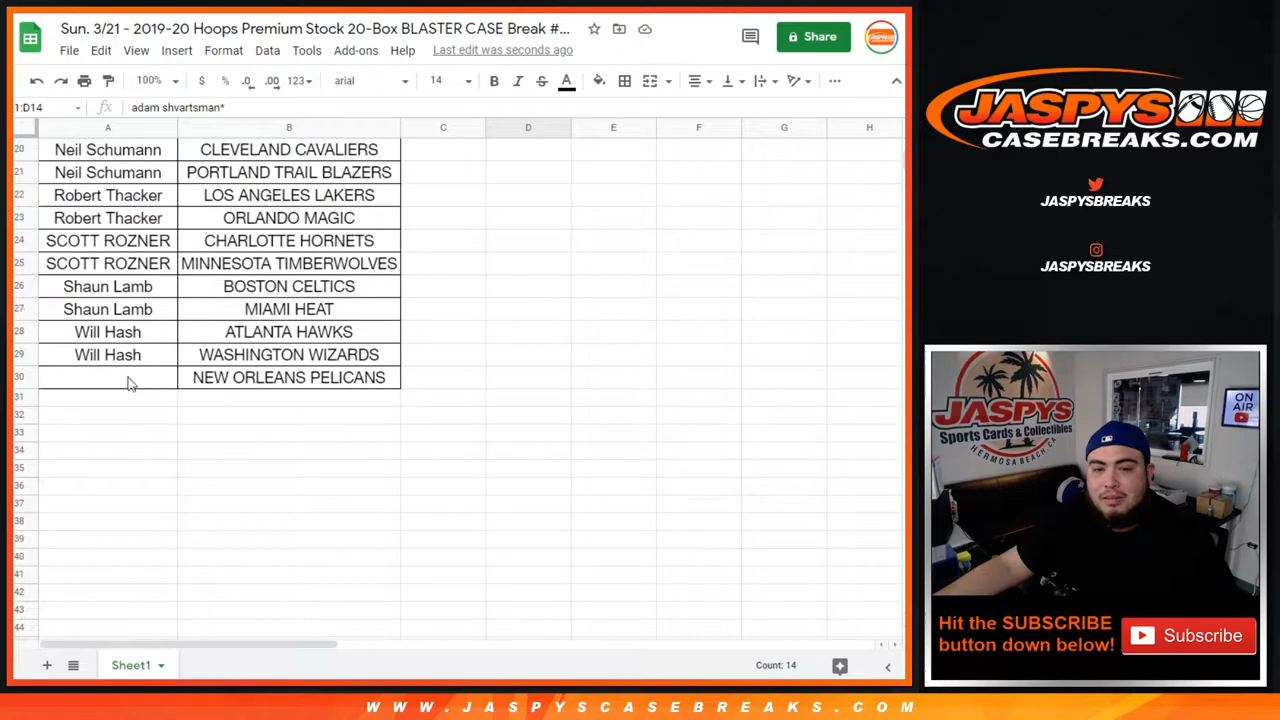 Sun. 3/21 - 2019-20 Hoops Premium Stock 20-Box BLASTER CASE Break #...
File Edit View Insert Format Data Tools Add-ons Help Last edit was seconds ago
Share
100% $ % .0 .00 123 arial 14 B I S A
1:D14 fx adam shvartsman*
A B C D E F G H
20 Neil Schumann CLEVELAND CAVALIERS
21 Neil Schumann PORTLAND TRAIL BLAZERS
22 Robert Thacker LOS ANGELES LAKERS
23 Robert Thacker ORLANDO MAGIC
24 SCOTT ROZNER CHARLOTTE HORNETS
25 SCOTT ROZNER MINNESOTA TIMBERWOLVES
26 Shaun Lamb BOSTON CELTICS
27 Shaun Lamb MIAMI HEAT
28 Will Hash ATLANTA HAWKS
29 Will Hash WASHINGTON WIZARDS
30 NEW ORLEANS PELICANS
31
32
33
34
35
36
37
38
39
40
41
42
43
44
Sheet1
Count: 14
JASPYS
CASEBREAKS.COM
JASPYSBREAKS
JASPYSBREAKS
JASPYS
Sports Cards & Collectibles
HERMOSA BEACH, CA
ON
AIR
Hit the SUBSCRIBE
button down below!
Subscribe
WWW.JASPYSCASEBREAKS.COM